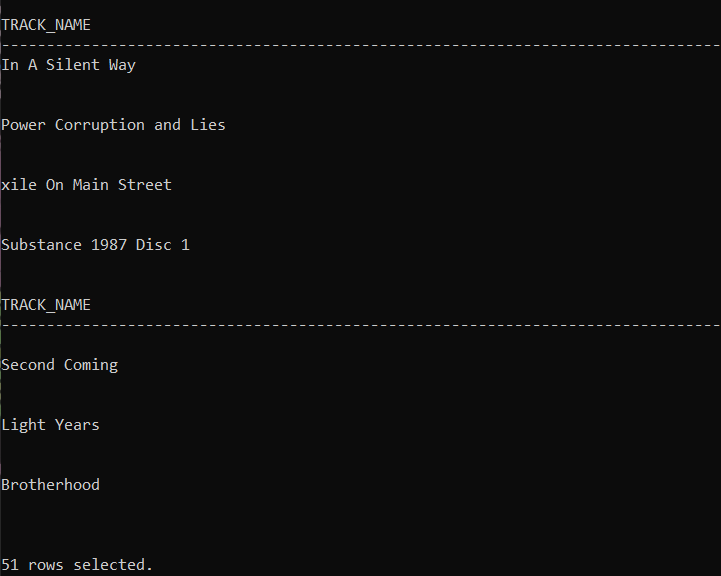 TRACK_NAME
--------------------------------------------------------------------------------
In A Silent Way
Power Corruption and Lies
xile On Main Street
Substance 1987 Disc 1
TRACK_NAME
--------------------------------------------------------------------------------
Second Coming
Light Years
Brotherhood
51 rows selected.